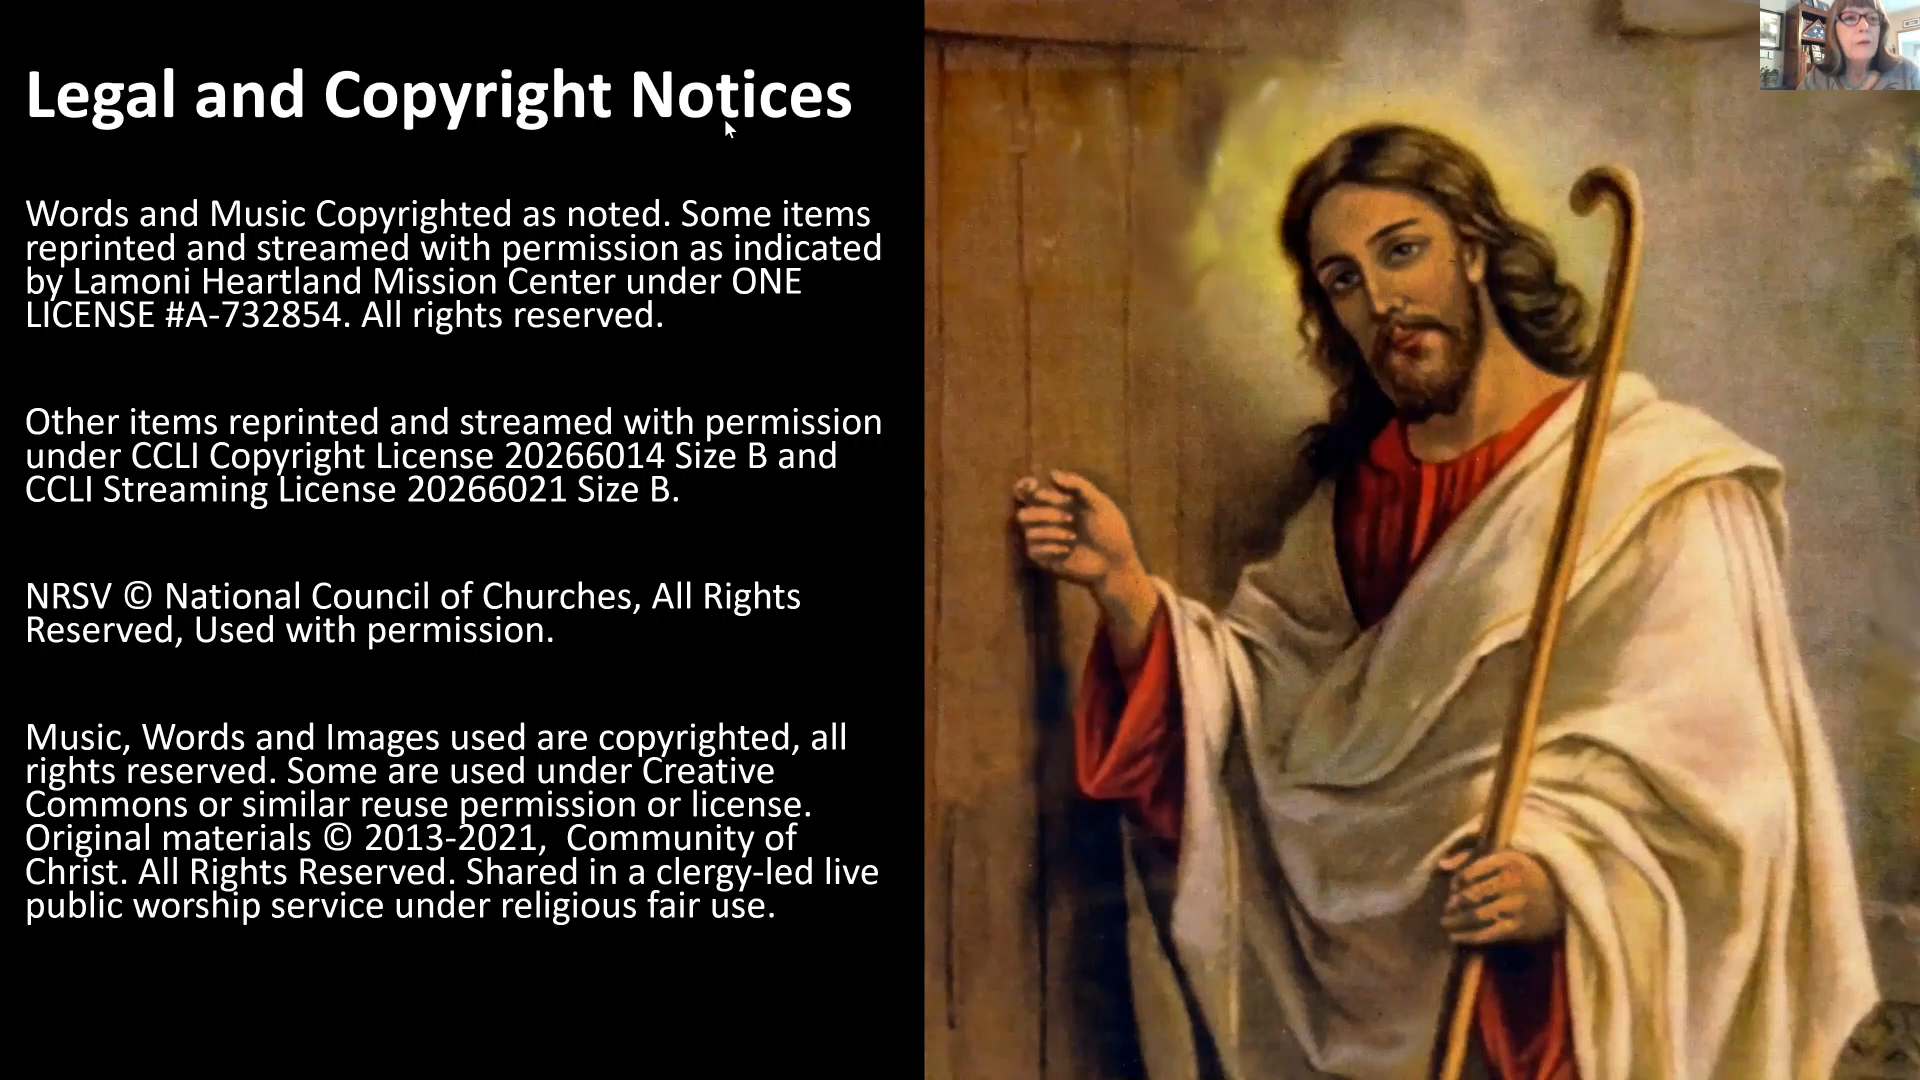 Legal and Copyright Notices
Words and Music Copyrighted as noted. Some items
reprinted and streamed with permission as indicated
by Lamoni Heartland Mission Center under ONE
LICENSE #A-732854. All rights reserved.
Other items reprinted and streamed with permission
under CCLI Copyright License 20266014 Size B and
CCLI Streaming License 20266021 Size B.
NRSV © National Council of Churches, All Rights
Reserved, Used with permission.
Music, Words and Images used are copyrighted, all
rights reserved. Some are used under Creative
Commons or similar reuse permission or license.
Original materials © 2013-2021,  Community of
Christ. All Rights Reserved. Shared in a clergy-led live
public worship service under religious fair use.